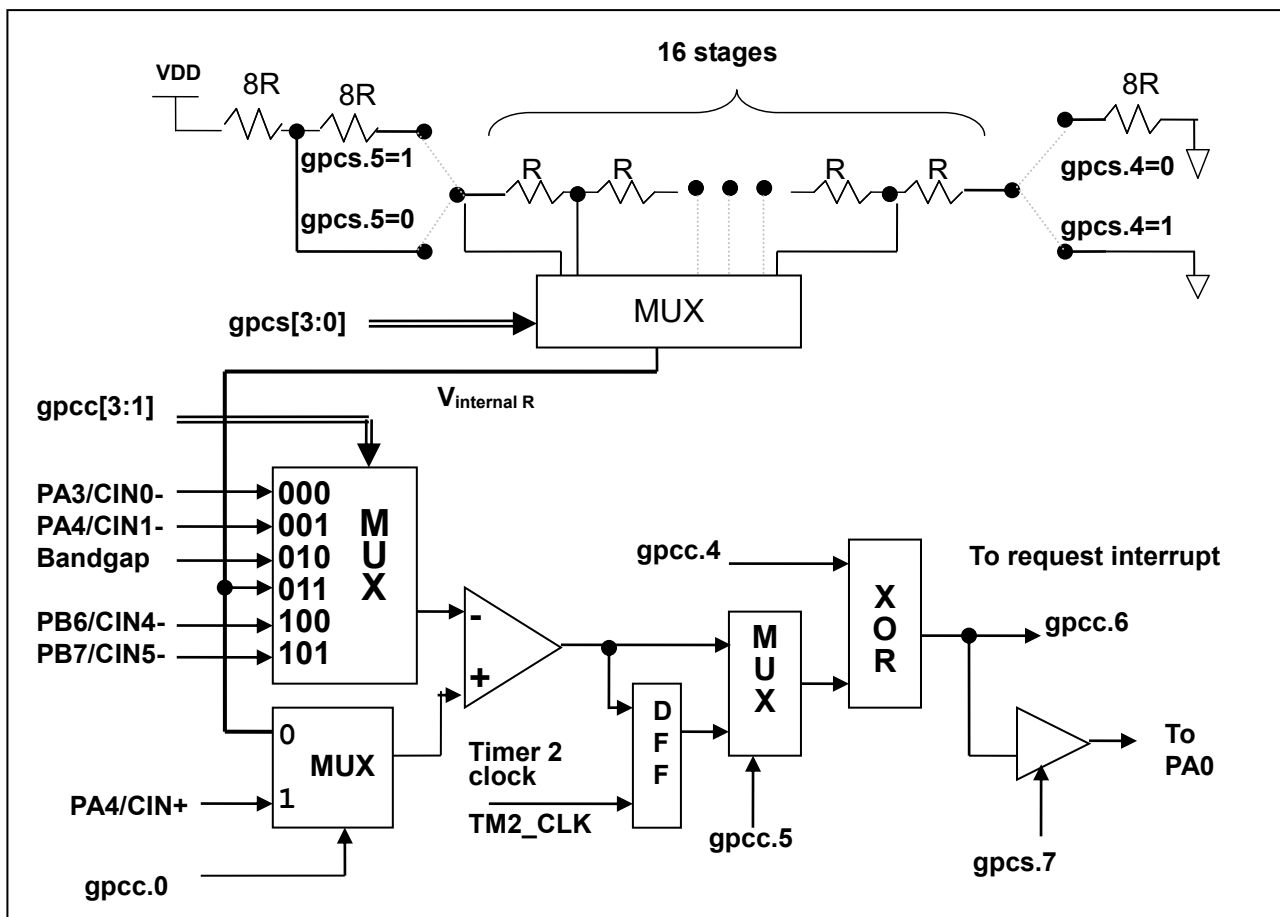 16 stages
VDD
8R
8R
8R
gpcs.5=1
gpcs.4=0
R
R
R
R
gpcs.5=0
gpcs.4=1
MUX
gpcs[3:0]
V internal R
gpcc[3:1]
PA3/CIN0-
000
PA4/CIN1-
001
Bandgap
010
011
PB6/CIN4-
100
PB7/CIN5-
101
M
U
X
-
+
gpcc.4
To request interrupt
X
O
R
gpcc.6
M
U
X
D
F
F
0
MUX
1
PA4/CIN+
gpcc.0
Timer 2
clock
TM2_CLK
gpcc.5
To
PA0
gpcs.7